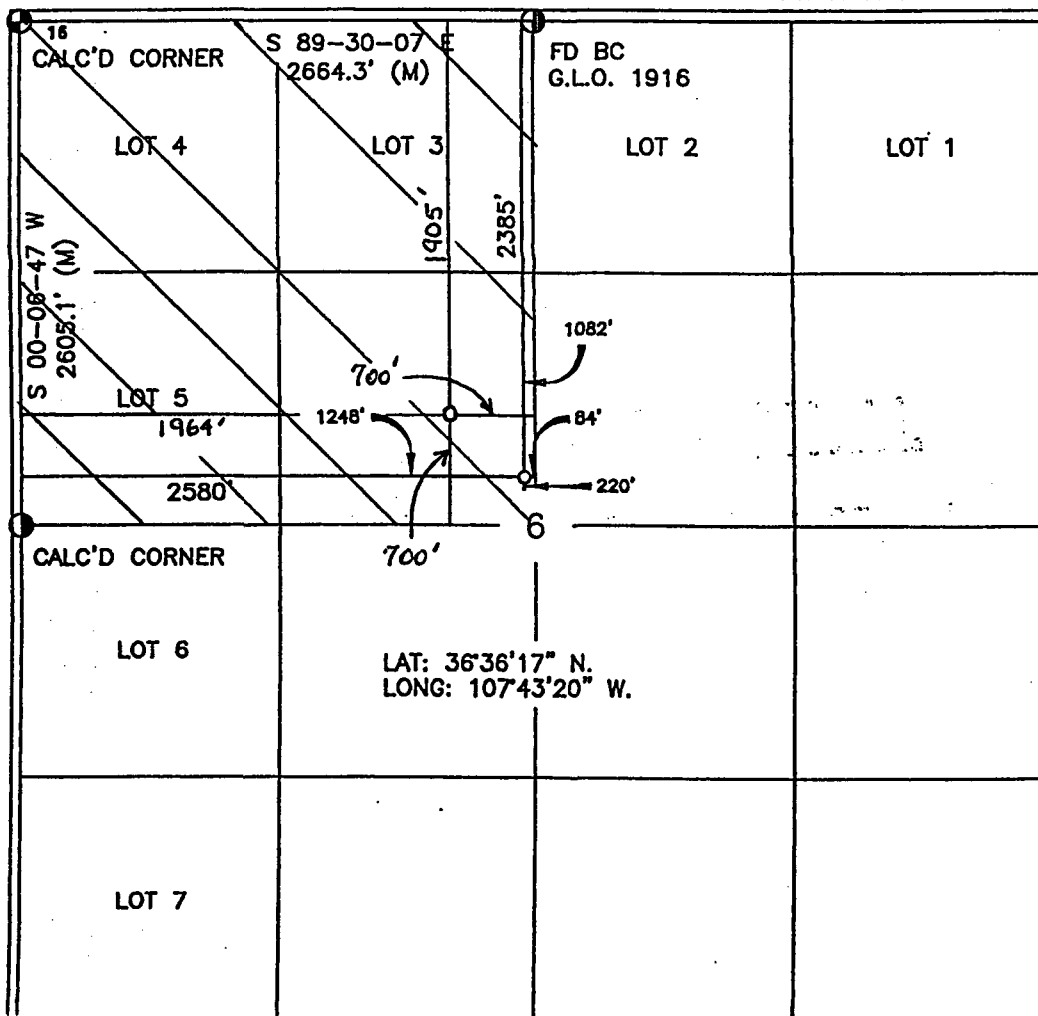 16
CALC'D CORNER
S 89-30-07 E
2664.3' (M)
FD BC
G.L.O. 1916
LOT 4
LOT 3
LOT 2
LOT 1
1905'
2385'
S 00-06-47 W
2605.1' (M)
1082'
700'
LOT 5
1964'
1248'
84'
2580'
220'
6
CALC'D CORNER
700'
LOT 6
LAT: 36°36'17" N.
LONG: 107°43'20" W.
LOT 7